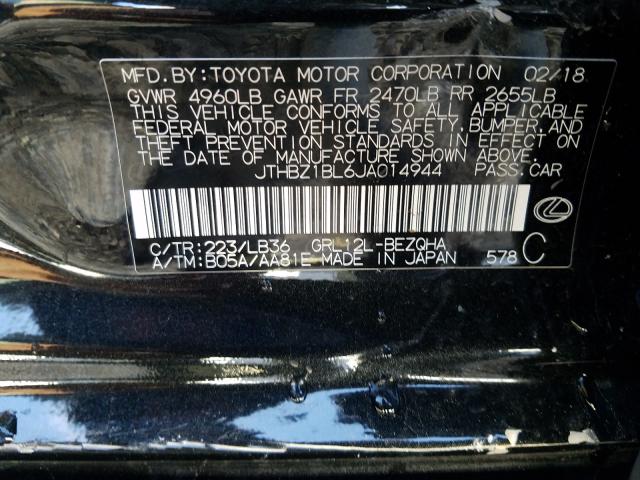 MFD. BY: TOYOTA MOTOR CORPORATION 02/18
GVWR 4960LB GAWR FR 2470LB RR 2655LB
THIS VEHICLE CONFORMS TO ALL APPLICABLE
FEDERAL MOTOR VEHICLE SAFETY, BUMPER, AND
THEFT PREVENTION STANDARDS IN EFFECT ON
THE DATE OF MANUFACTURE SHOWN ABOVE.
JTHBZ1BL6JA014944 PASS. CAR
C/TR: 223/LB36 GRL12L-BEZQHA C
A/TM: B05A/AA81E MADE IN JAPAN 578